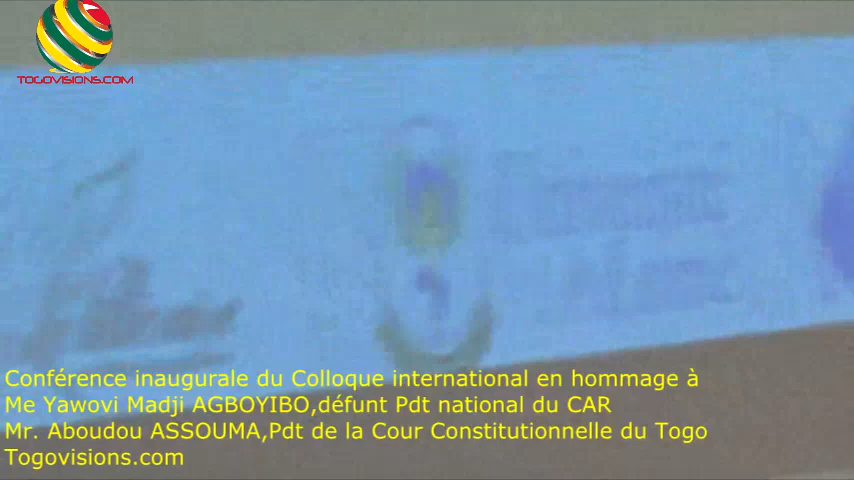 TOGOVISIONS.COM
Conférence inaugurale du Colloque international en hommage à
Me Yawovi Madji AGBOYIBO,défunt Pdt national du CAR
Mr. Aboudou ASSOUMA,Pdt de la Cour Constitutionnelle du Togo
Togovisions.com